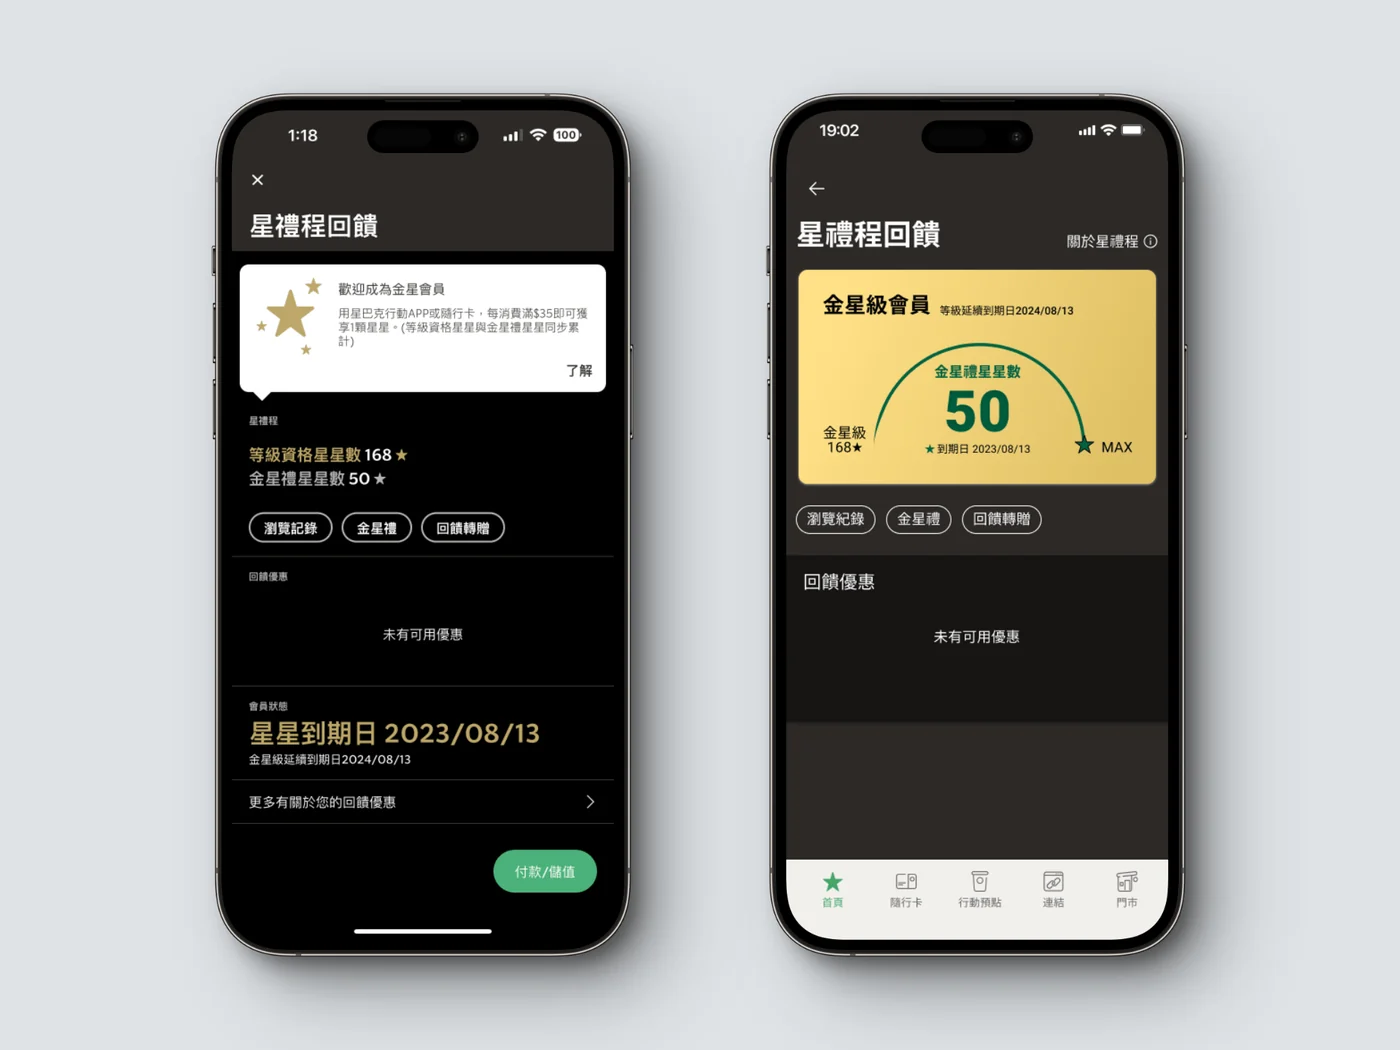 1:18
100
星禮程回饋
歡迎成為金星會員
用星巴克行動APP或隨行卡，每消費滿$35即可獲
享1顆星星。(等級資格星星與金星禮星星同步累
計)
了解
星禮程
等級資格星星數 168★
金星禮星星數 50★
瀏覽記錄
金星禮
回饋轉贈
回饋優惠
未有可用優惠
會員狀態
星星到期日 2023/08/13
金星級延續到期日2024/08/13
更多有關於您的回饋優惠
付款/儲值
19:02
星禮程回饋
關於星禮程
金星級會員 等級延續到期日2024/08/13
金星禮星星數
50
★到期日 2023/08/13
金星級
168★
MAX
瀏覽紀錄
金星禮
回饋轉贈
回饋優惠
未有可用優惠
首頁
隨行卡
行動預點
連結
門市